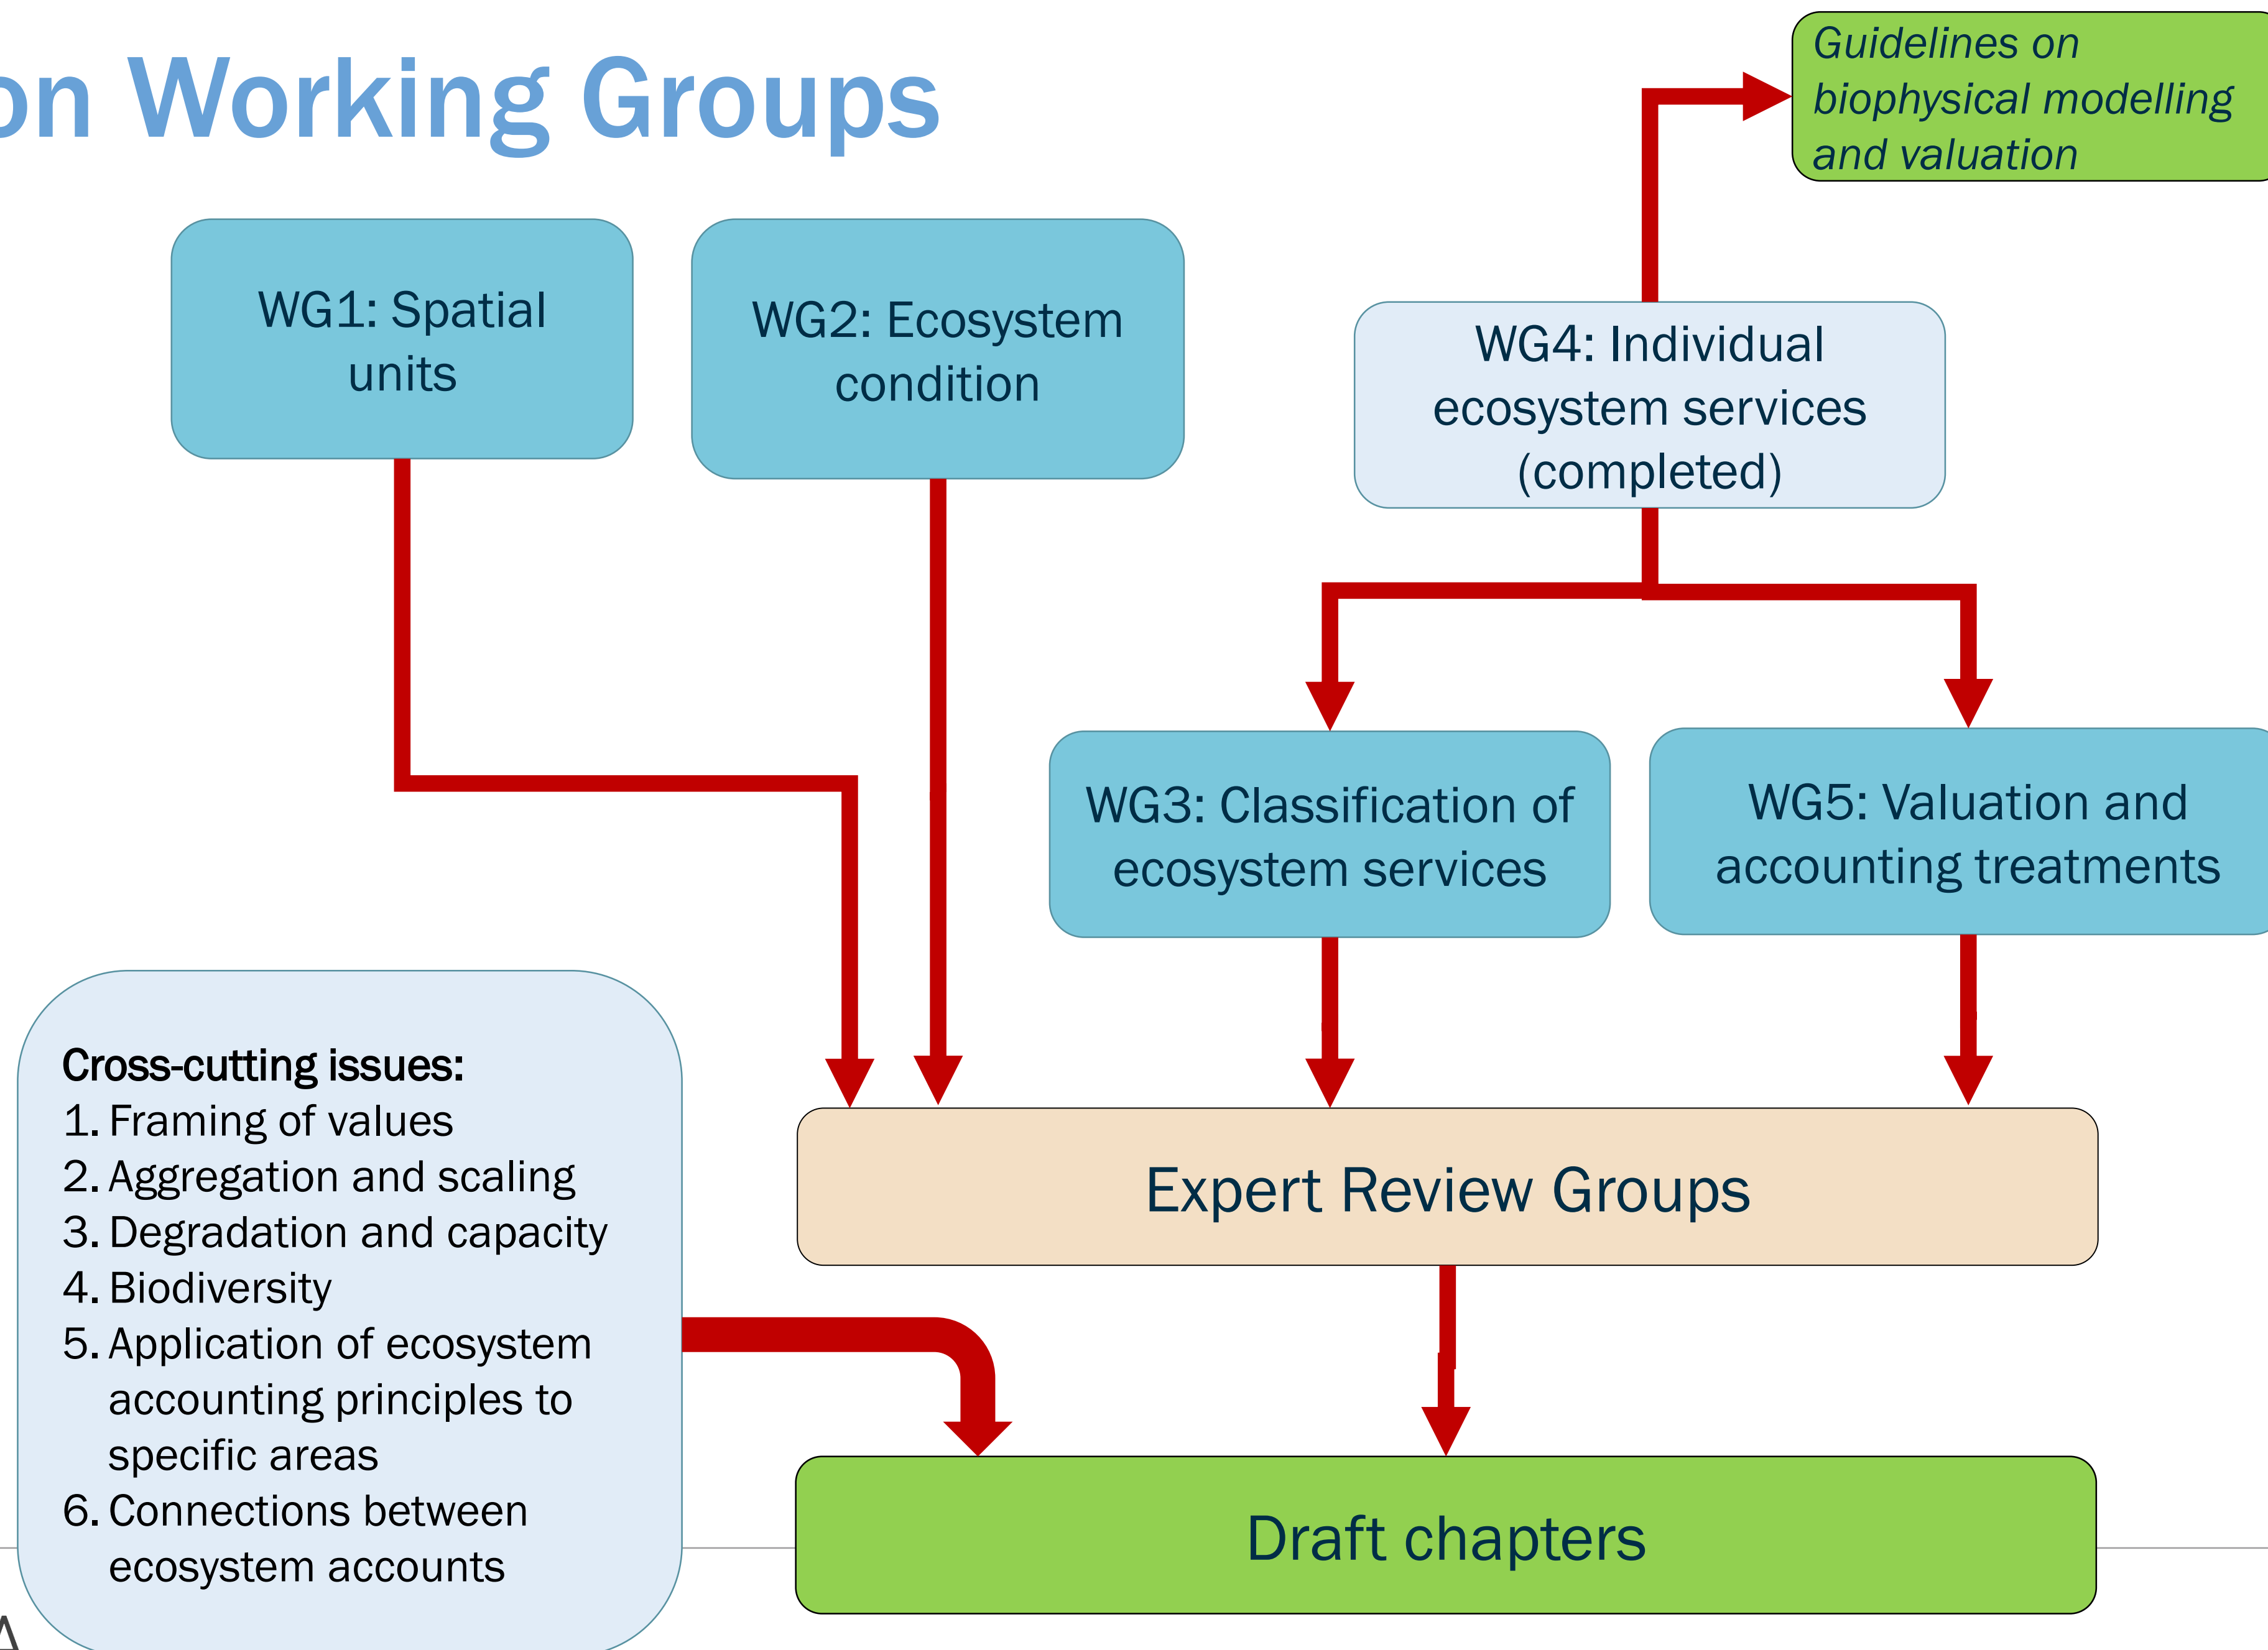 on Working Groups
Guidelines on
biophysical modelling
and valuation
WG1: Spatial
units
WG2: Ecosystem
condition
WG4: Individual
ecosystem services
(completed)
WG3: Classification of
ecosystem services
WG5: Valuation and
accounting treatments
Cross-cutting issues:
1. Framing of values
2. Aggregation and scaling
3. Degradation and capacity
4. Biodiversity
5. Application of ecosystem
accounting principles to
specific areas
6. Connections between
ecosystem accounts
Expert Review Groups
Draft chapters